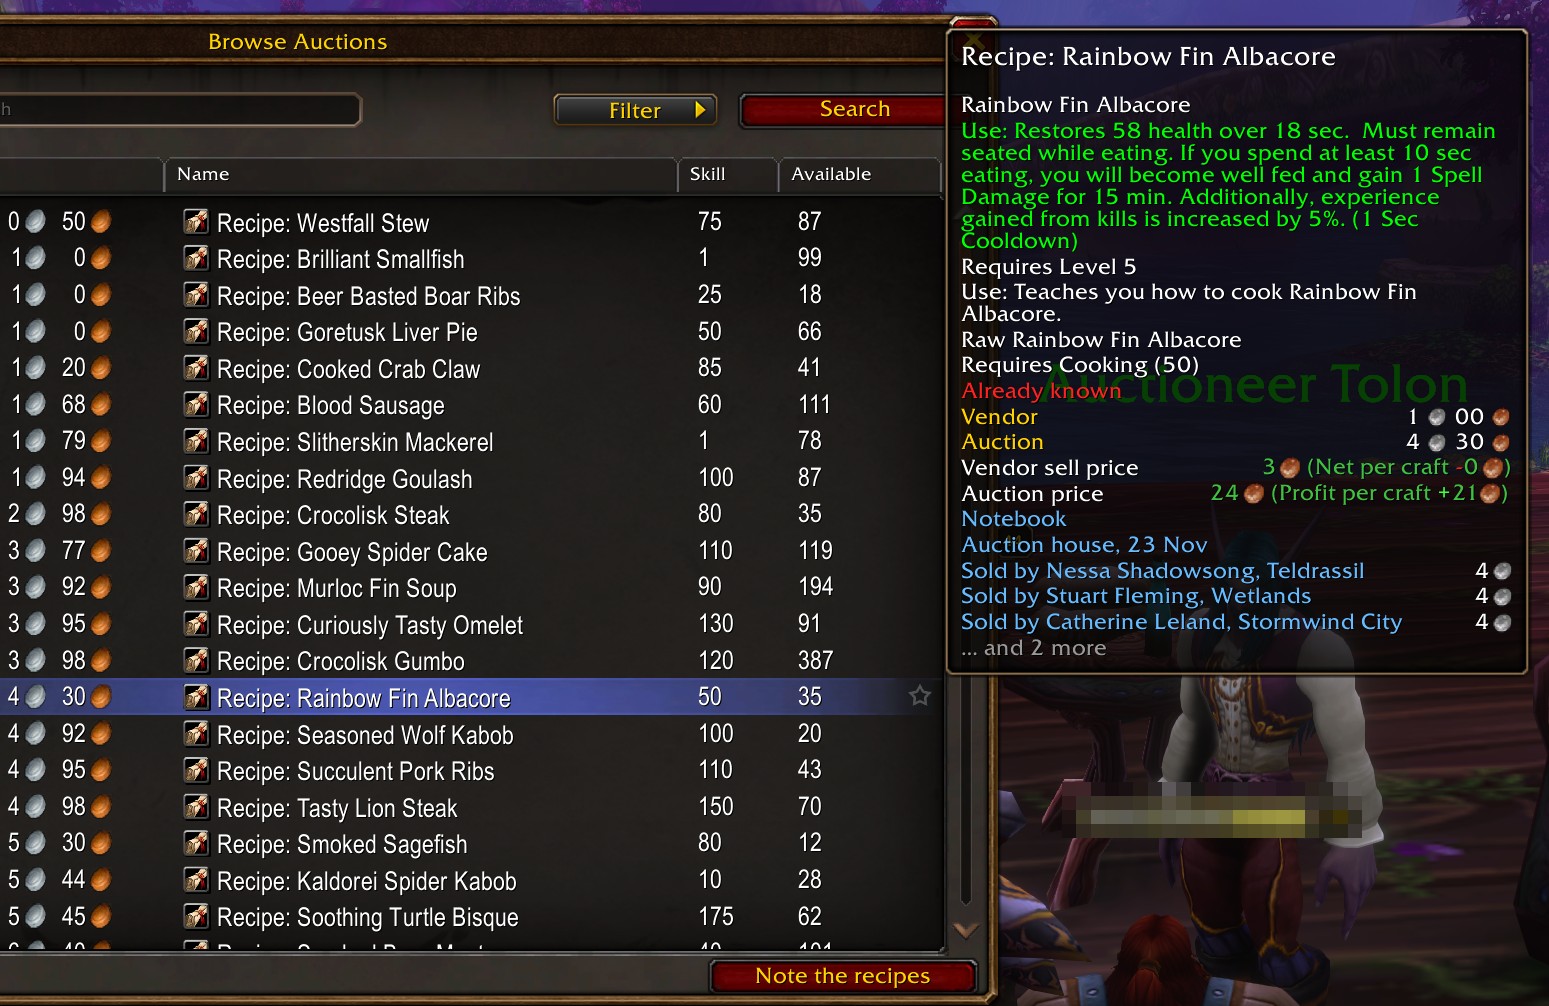 Browse Auctions
h
Filter
Search
Name Skill Available
0 50 Recipe: Westfall Stew 75 87
1 0 Recipe: Brilliant Smallfish 1 99
1 0 Recipe: Beer Basted Boar Ribs 25 18
1 0 Recipe: Goretusk Liver Pie 50 66
1 20 Recipe: Cooked Crab Claw 85 41
1 68 Recipe: Blood Sausage 60 111
1 79 Recipe: Slitherskin Mackerel 1 78
1 94 Recipe: Redridge Goulash 100 87
2 98 Recipe: Crocolisk Steak 80 35
3 77 Recipe: Gooey Spider Cake 110 119
3 92 Recipe: Murloc Fin Soup 90 194
3 95 Recipe: Curiously Tasty Omelet 130 91
3 98 Recipe: Crocolisk Gumbo 120 387
4 30 Recipe: Rainbow Fin Albacore 50 35
4 92 Recipe: Seasoned Wolf Kabob 100 20
4 95 Recipe: Succulent Pork Ribs 110 43
4 98 Recipe: Tasty Lion Steak 150 70
5 30 Recipe: Smoked Sagefish 80 12
5 44 Recipe: Kaldorei Spider Kabob 10 28
5 45 Recipe: Soothing Turtle Bisque 175 62
Note the recipes
Recipe: Rainbow Fin Albacore
Rainbow Fin Albacore
Use: Restores 58 health over 18 sec. Must remain
seated while eating. If you spend at least 10 sec
eating, you will become well fed and gain 1 Spell
Damage for 15 min. Additionally, experience
gained from kills is increased by 5%. (1 Sec
Cooldown)
Requires Level 5
Use: Teaches you how to cook Rainbow Fin
Albacore.
Raw Rainbow Fin Albacore
Requires Cooking (50)
Auctioneer Tolon
Already known
Vendor 1 00
Auction 4 30
Vendor sell price 3 (Net per craft -0)
Auction price 24 (Profit per craft +21)
Notebook
Auction house, 23 Nov
Sold by Nessa Shadowsong, Teldrassil 4
Sold by Stuart Fleming, Wetlands 4
Sold by Catherine Leland, Stormwind City 4
... and 2 more